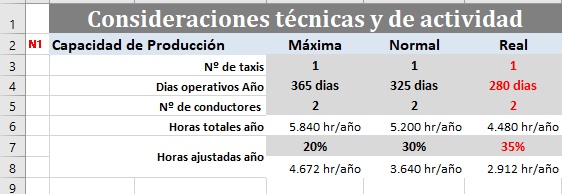 1 Consideraciones técnicas y de actividad
2 N1 Capacidad de Producción Máxima Normal Real
3 Nº de taxis 1 1 1
4 Dias operativos Año 365 dias 325 dias 280 dias
5 Nº de conductores 2 2 2
6 Horas totales año 5.840 hr/año 5.200 hr/año 4.480 hr/año
7 20% 30% 35%
Horas ajustadas año
8 4.672 hr/año 3.640 hr/año 2.912 hr/año
9